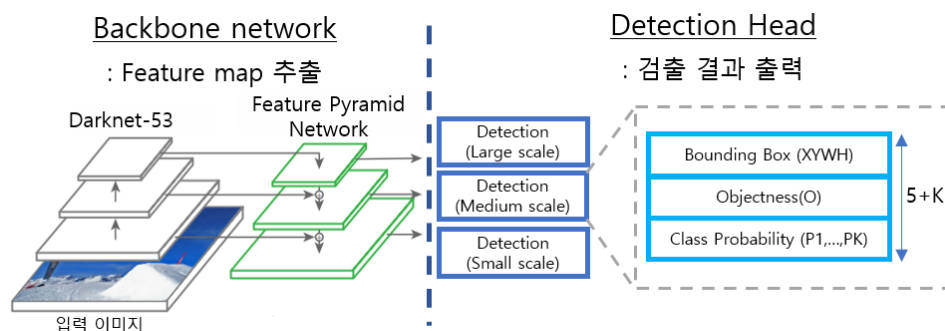 Backbone network
: Feature map 추출
Darknet-53
Feature Pyramid
Network
입력 이미지
Detection Head
: 검출 결과 출력
Detection
(Large scale)
Detection
(Medium scale)
Detection
(Small scale)
Bounding Box (XYWH)
Objectness(O)
Class Probability (P1,...,PK)
5+K